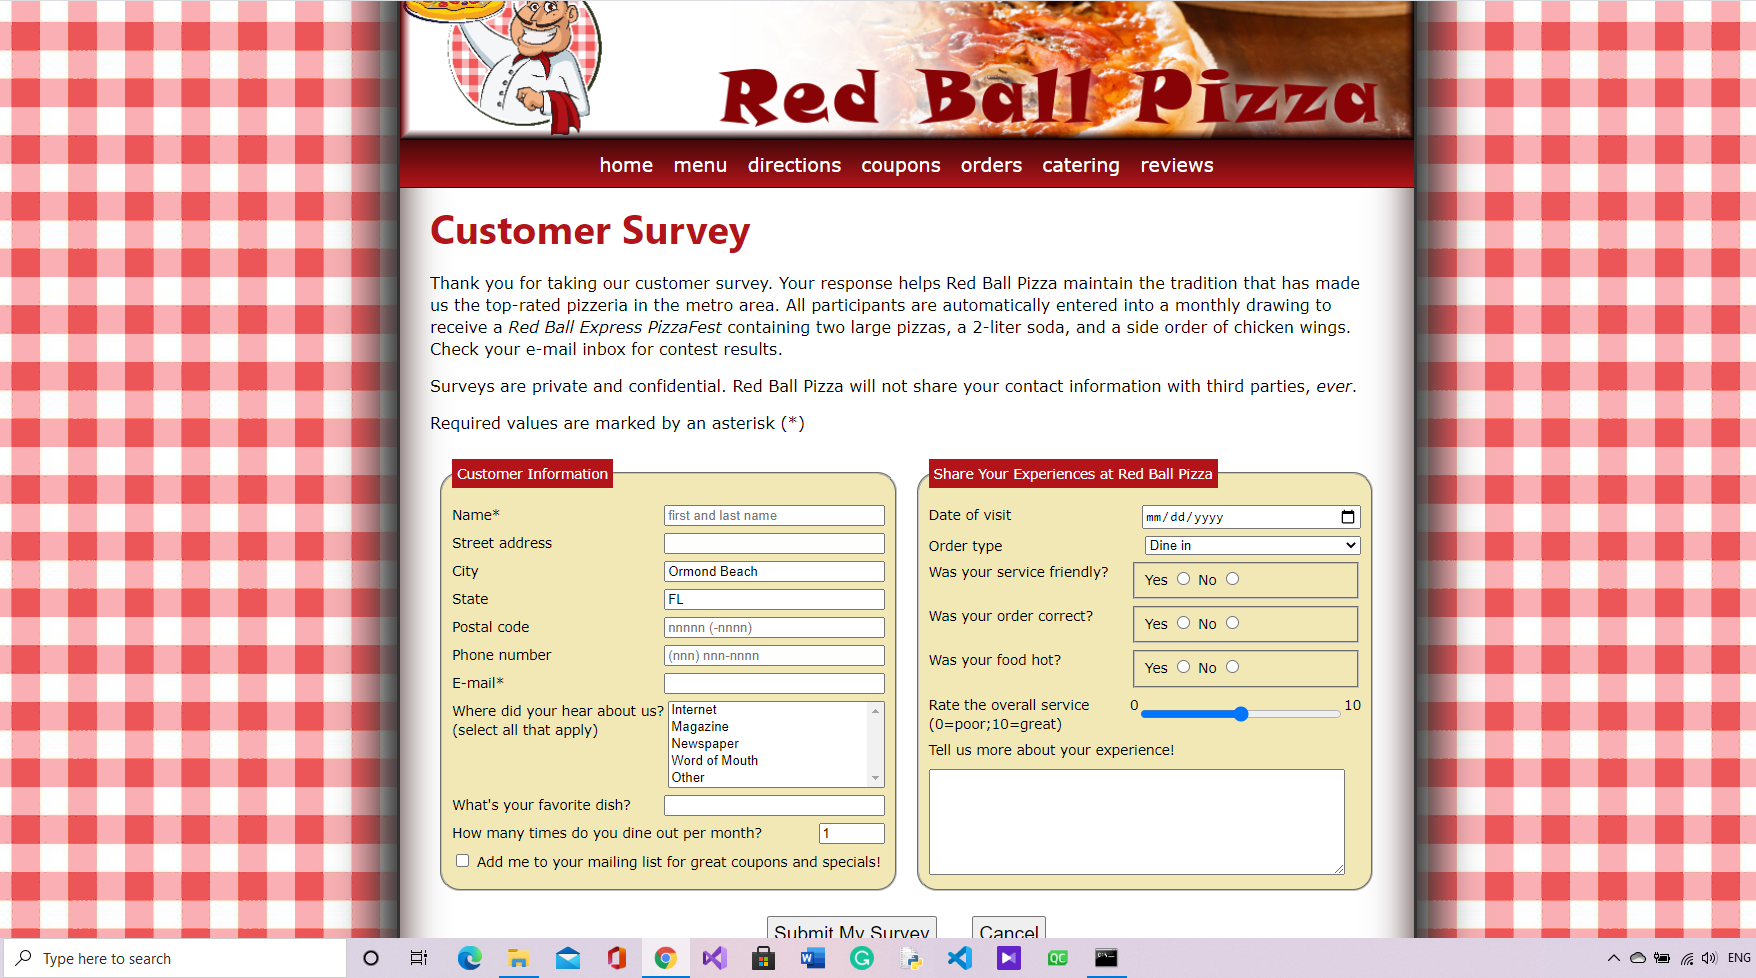 Red Ball Pizza
home menu directions coupons orders catering reviews
Customer Survey
Thank you for taking our customer survey. Your response helps Red Ball Pizza maintain the tradition that has made
us the top-rated pizzeria in the metro area. All participants are automatically entered into a monthly drawing to
receive a Red Ball Express PizzaFest containing two large pizzas, a 2-liter soda, and a side order of chicken wings.
Check your e-mail inbox for contest results.
Surveys are private and confidential. Red Ball Pizza will not share your contact information with third parties, ever.
Required values are marked by an asterisk (*)
Customer Information
Name* first and last name
Street address
City Ormond Beach
State FL
Postal code nnnnn (-nnnn)
Phone number (nnn) nnn-nnnn
E-mail*
Where did your hear about us?
(select all that apply)
Internet
Magazine
Newspaper
Word of Mouth
Other
What's your favorite dish?
How many times do you dine out per month? 1
Add me to your mailing list for great coupons and specials!
Share Your Experiences at Red Ball Pizza
Date of visit mm/dd/yyyy
Order type Dine in
Was your service friendly? Yes No
Was your order correct? Yes No
Was your food hot? Yes No
Rate the overall service 0 10
(0=poor;10=great)
Tell us more about your experience!
Submit My Survey Cancel
Type here to search
ENG